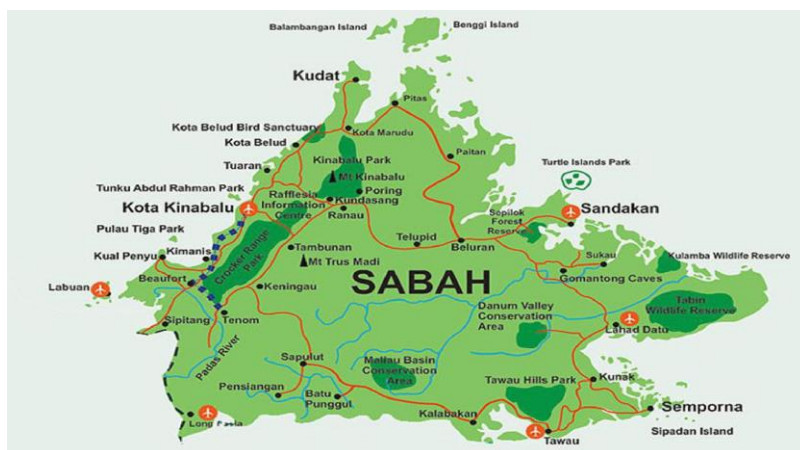 Balambangan Island
Benggi Island
Kudat
Pitas
Kota Belud Bird Sanctuary
Kota Marudu
Kota Belud
Paitan
Kinabalu Park
Tuaran
Turtle Islands Park
Mt Kinabalu
Tunku Abdul Rahman Park
Rafflesia
Information
Centre
Poring
Kundasang
Kota Kinabalu
Ranau
Sepilok
Forest
Reserve
Sandakan
Pulau Tiga Park
Telupid
Beluran
Kimanis
Tambunan
Sukau
Kulamba Wildlife Reserve
Kual Penyu
Crocker Range
Park
Mt Trus Madi
Gomantong Caves
SABAH
Beaufort
Labuan
Keningau
Danum Valley
Conservation
Area
Tabin
Wildlife Reserve
Sipitang
Tenom
Lahad Datu
Padas River
Sapulut
Maliau Basin
Conservation
Area
Tawau Hills Park
Kunak
Pensiangan
Batu
Punggul
Semporna
Long
Kalabakan
Tawau
Sipadan Island